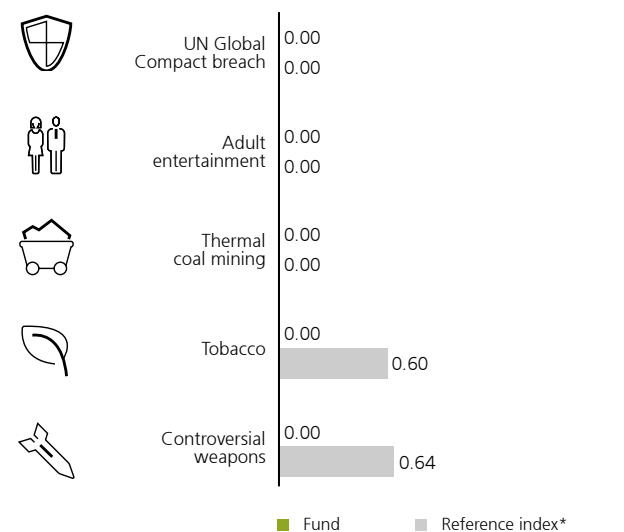 UN Global
Compact breach
0.00
0.00
Adult
entertainment
0.00
0.00
Thermal
coal mining
0.00
0.00
Tobacco
0.00
0.60
Controversial
weapons
0.00
0.64
Fund
Reference index*